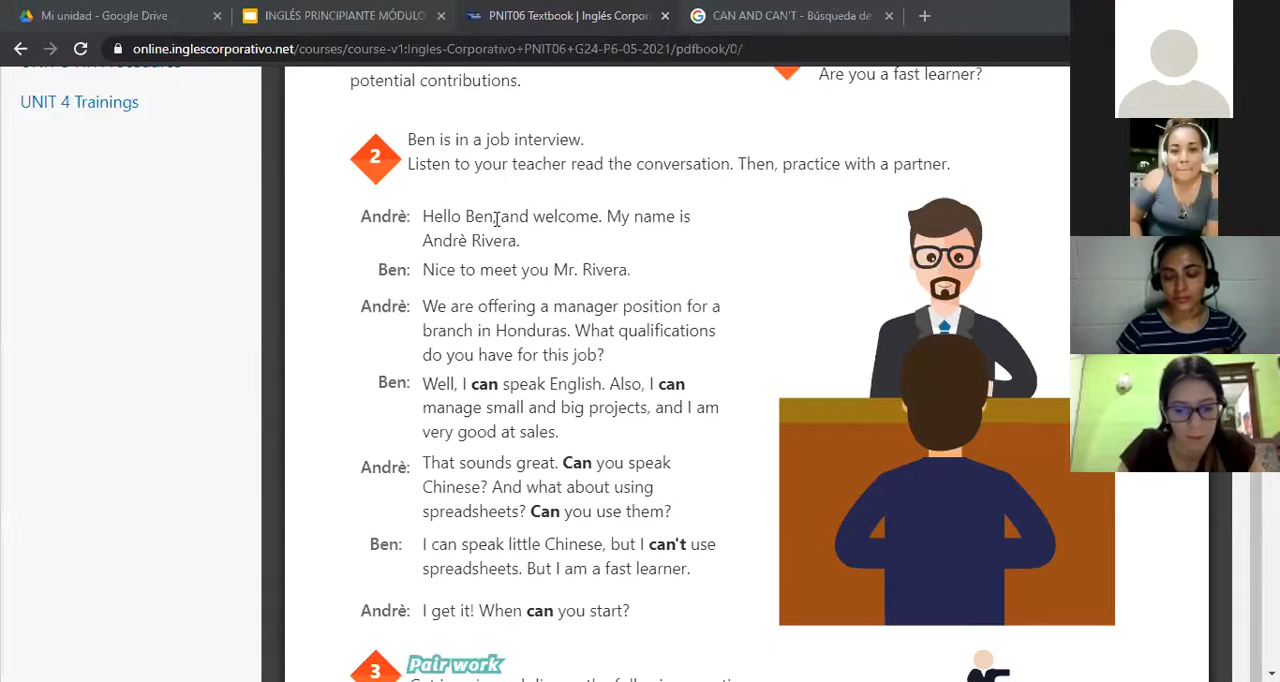 Mi unidad - Google Drive
INGLÉS PRINCIPIANTE MÓDULO
PNIT06 Textbook | Inglés Corpor
CAN AND CAN'T - Búsqueda de
online.inglescorporativo.net/courses/course-v1:Ingles-Corporativo+PNIT06+G24-P6-05-2021/pdfbook/0/
UNIT 4 Trainings
potential contributions.
Are you a fast learner?
2
Ben is in a job interview.
Listen to your teacher read the conversation. Then, practice with a partner.
Andrè: Hello Ben, and welcome. My name is
Andrè Rivera.
Ben: Nice to meet you Mr. Rivera.
Andrè: We are offering a manager position for a
branch in Honduras. What qualifications
do you have for this job?
Ben: Well, I can speak English. Also, I can
manage small and big projects, and I am
very good at sales.
Andrè: That sounds great. Can you speak
Chinese? And what about using
spreadsheets? Can you use them?
Ben: I can speak little Chinese, but I can't use
spreadsheets. But I am a fast learner.
Andrè: I get it! When can you start?
3
Pair work